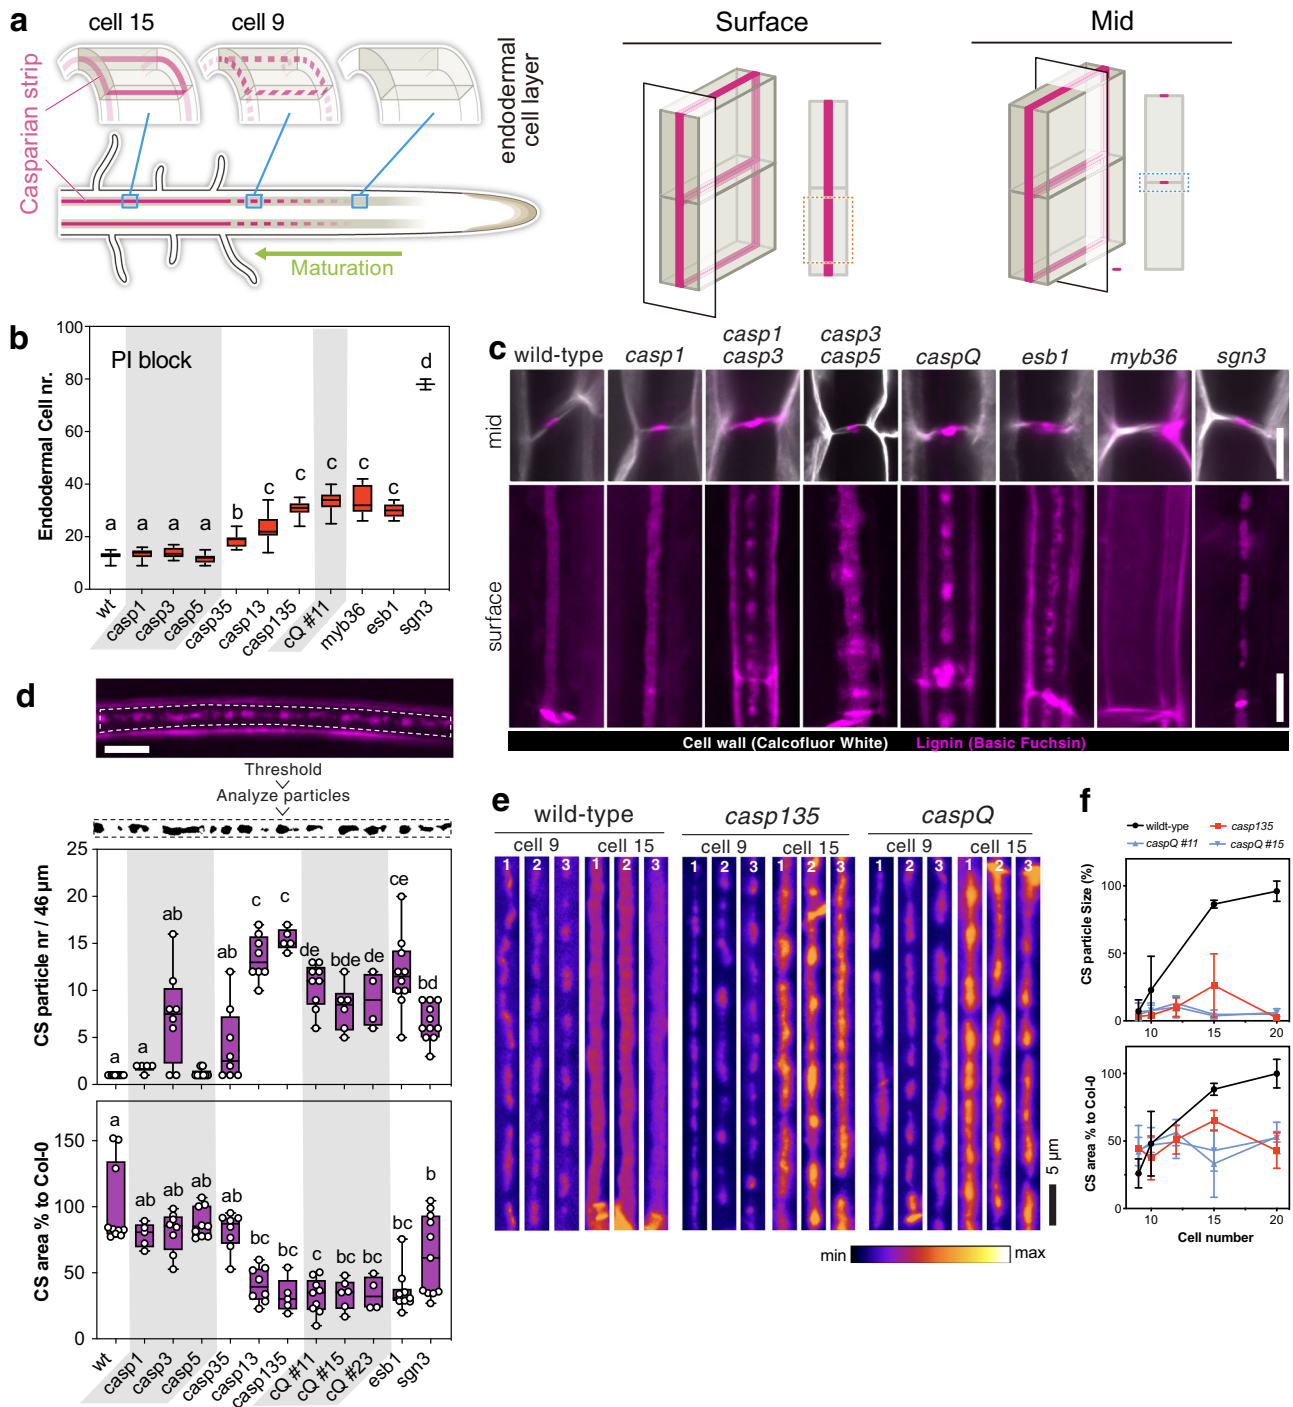 a
cell 15
cell 9
Casparian strip
endodermal
cell layer
Maturation
Surface
Mid
b
PI block
Endodermal Cell nr.
100
80
60
40
20
0
a
a
a
a
b
c
c
c
c
c
d
wt
casp1
casp3
casp5
casp35
casp13
casp135
cQ #11
myb36
esb1
sgn3
c
wild-type
casp1
casp1
casp3
casp3
casp5
caspQ
esb1
myb36
sgn3
mid
surface
Cell wall (Calcofluor White)
Lignin (Basic Fuchsin)
d
Threshold
Analyze particles
CS particle nr / 46 µm
25
20
15
10
5
0
a
a
ab
a
ab
c
c
de
bde
de
ce
bd
CS area % to Col-0
150
100
50
0
a
ab
ab
ab
ab
bc
bc
c
bc
bc
bc
b
wt
casp1
casp3
casp5
casp35
casp13
casp135
cQ #11
cQ #15
cQ #23
esb1
sgn3
e
wild-type
casp135
caspQ
cell 9
cell 15
cell 9
cell 15
cell 9
cell 15
1 2 3 1 2 3
1 2 3 1 2 3
1 2 3 1 2 3
5 µm
min
max
f
wildt-type
casp135
caspQ #11
caspQ #15
CS particle Size (%)
100
50
0
10
15
20
CS area % to Col-0
100
50
0
10
15
20
Cell number